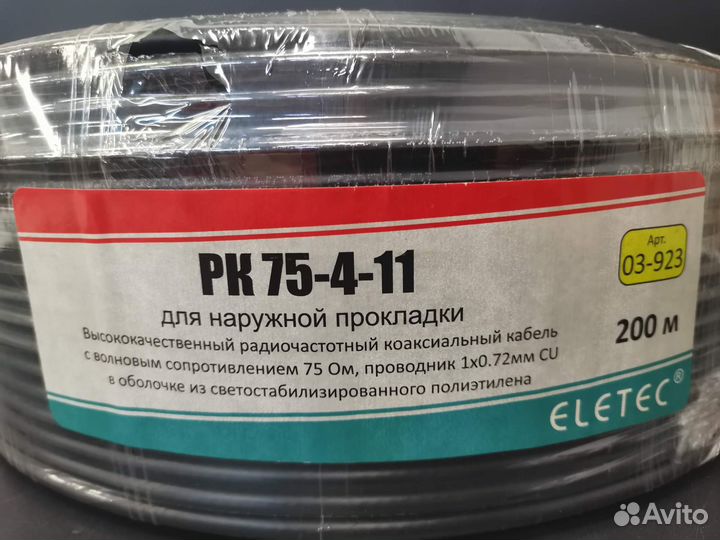 РК 75-4-11
для наружной прокладки
Высококачественный радиочастотный коаксиальный кабель
с волновым сопротивлением 75 Ом, проводник 1x0.72мм CU
в оболочке из светостабилизированного полиэтилена
Арт.
03-923
200 м
ELETEC®
Avito